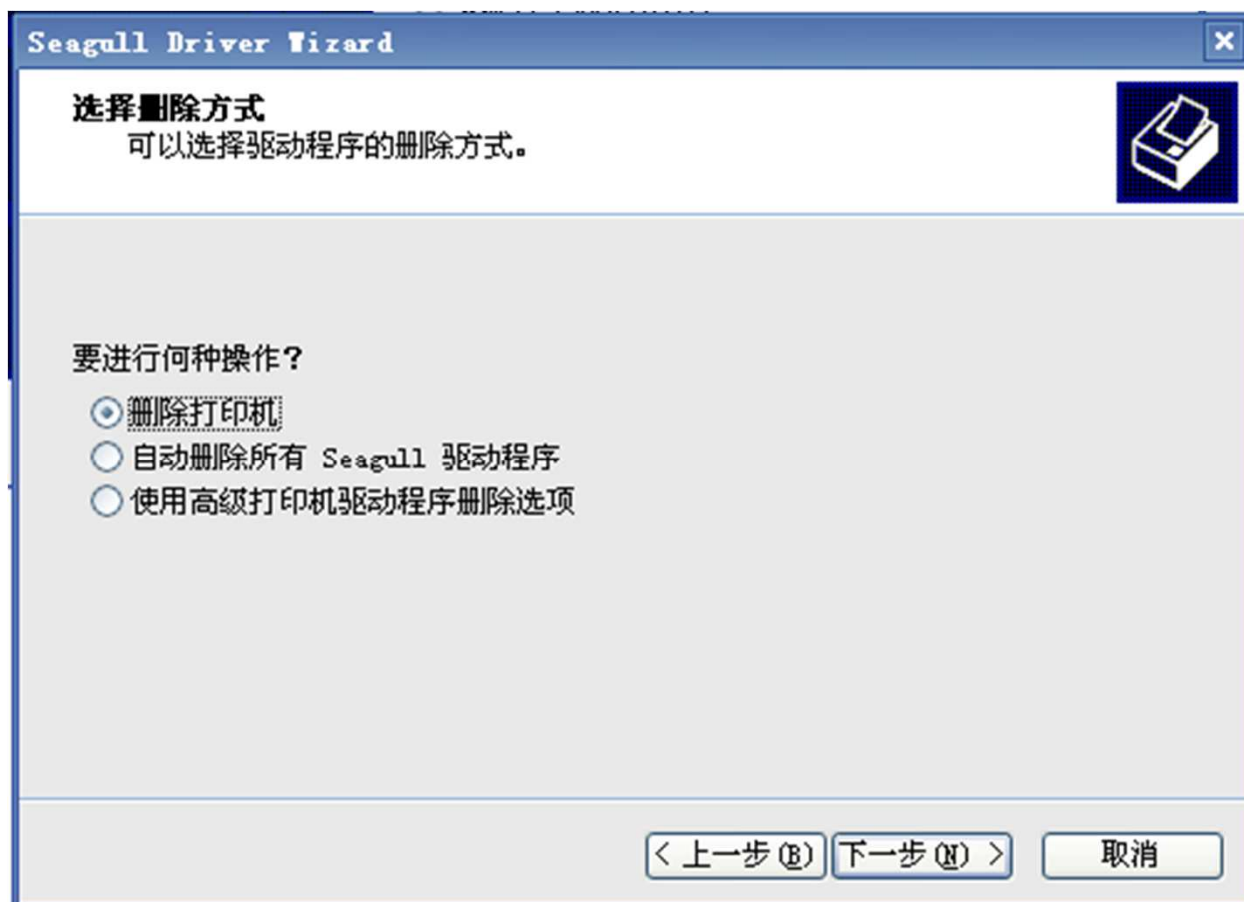 Seagull Driver Wizard
选择删除方式
可以选择驱动程序的删除方式。
要进行何种操作?
删除打印机
自动删除所有 Seagull 驱动程序
使用高级打印机驱动程序删除选项
< 上一步(B) 下一步(N) > 取消